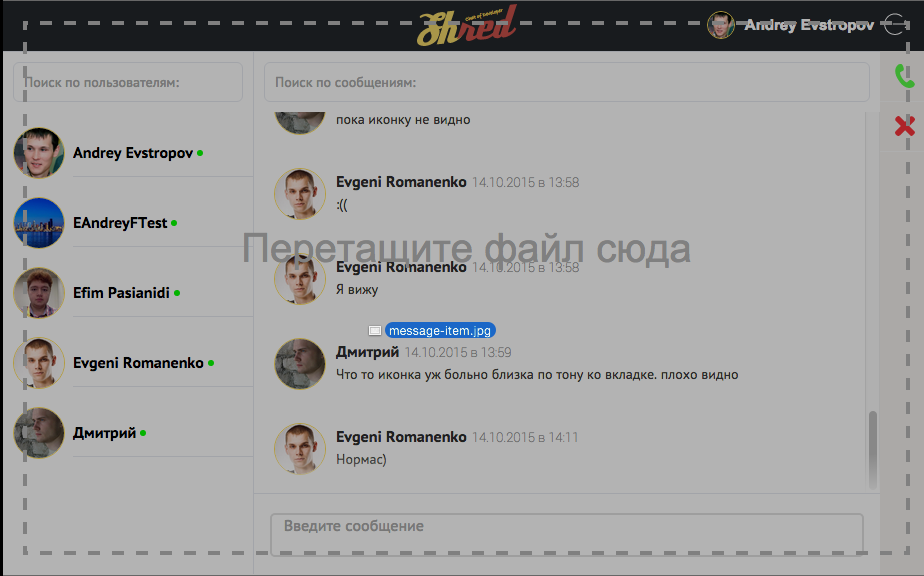 Shred
Chat of teenager
Andrey Evstropov
Поиск по пользователям:
Поиск по сообщениям:
пока иконку не видно
Andrey Evstropov
Evgeni Romanenko 14.10.2015 в 13:58
:((
EAndreyFTest
Перетащите файл сюда
Evgeni Romanenko 14.10.2015 в 13:58
Я вижу
Efim Pasianidi
message-item.jpg
Дмитрий 14.10.2015 в 13:59
Что то иконка уж больно близка по тону ко вкладке. плохо видно
Evgeni Romanenko
Дмитрий
Evgeni Romanenko 14.10.2015 в 14:11
Нормас)
Введите сообщение